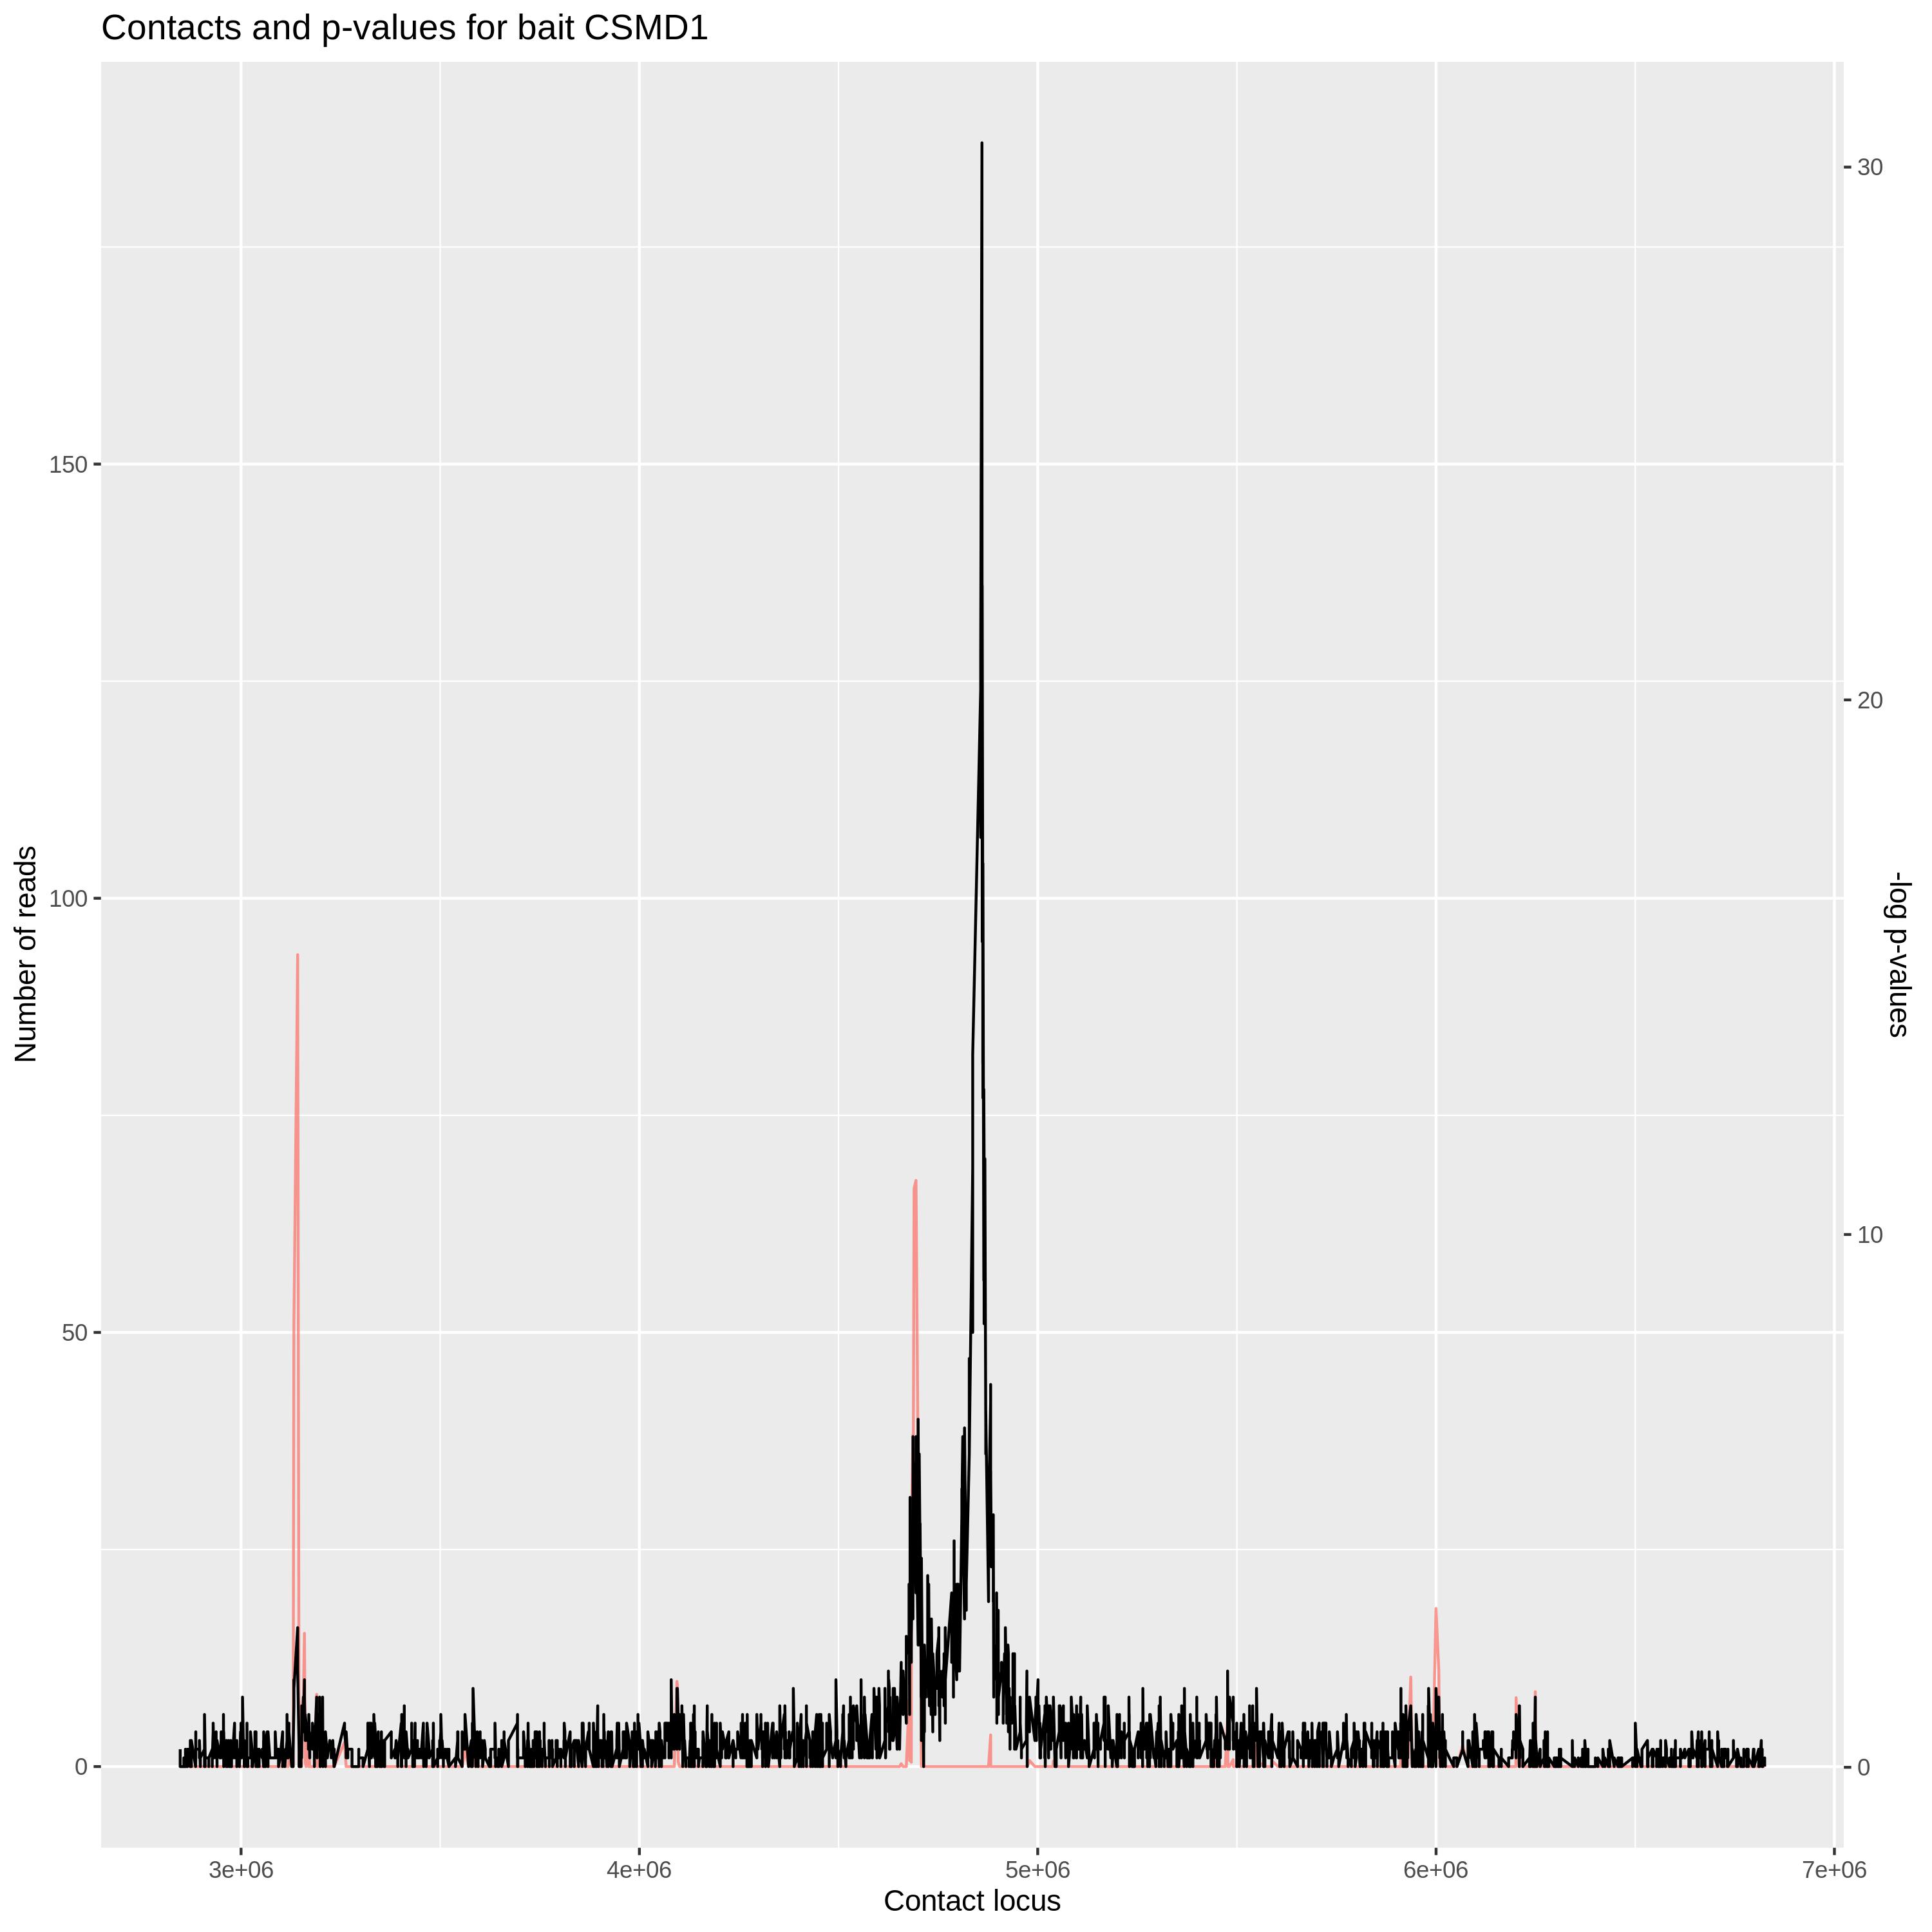 Contacts and p-values for bait CSMD1
30
150
20
Number of reads
100
-log p-values
10
50
0
0
3e+06
4e+06
5e+06
6e+06
7e+06
Contact locus